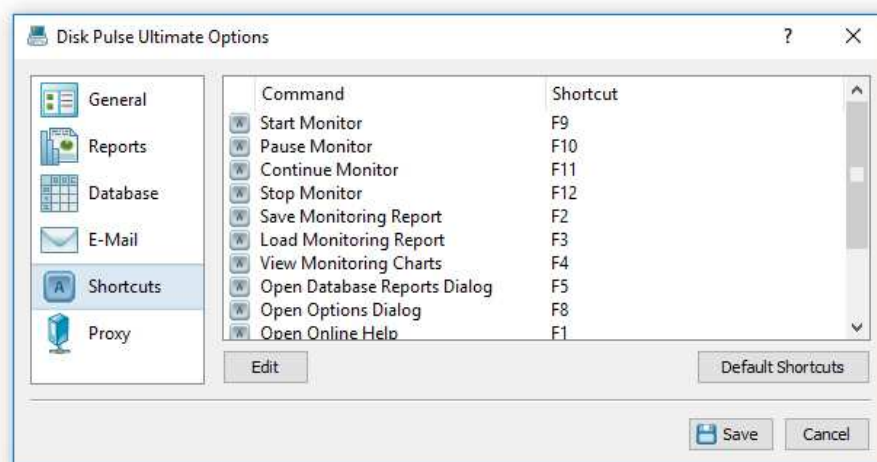 Disk Pulse Ultimate Options
?
General
Reports
Database
E-Mail
Shortcuts
Proxy
Command Shortcut
Start Monitor F9
Pause Monitor F10
Continue Monitor F11
Stop Monitor F12
Save Monitoring Report F2
Load Monitoring Report F3
View Monitoring Charts F4
Open Database Reports Dialog F5
Open Options Dialog F8
Open Online Help F1
Edit Default Shortcuts
Save Cancel